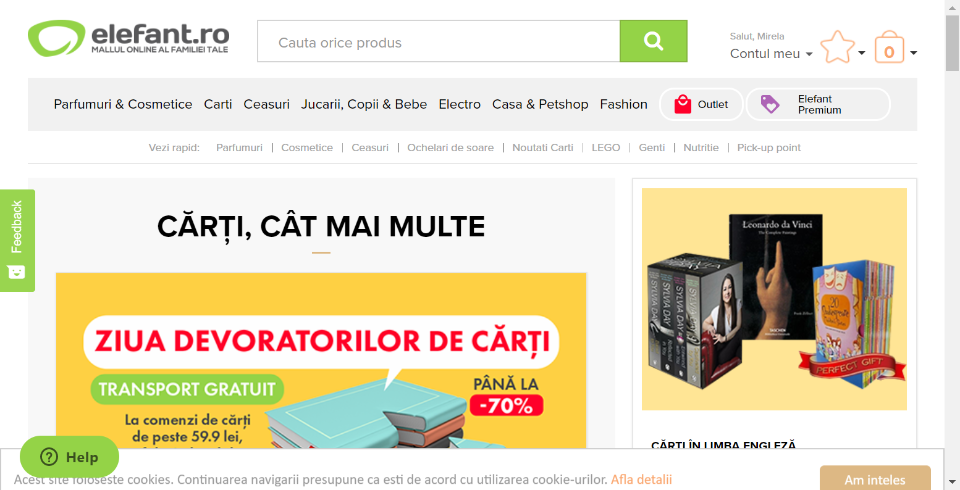 elefant.ro
MALLUL ONLINE AL FAMILIEI TALE
Cauta orice produs
Salut, Mirela
Contul meu
0
Parfumuri & Cosmetice Carti Ceasuri Jucarii, Copii & Bebe Electro Casa & Petshop Fashion Outlet Elefant Premium
Vezi rapid: Parfumuri | Cosmetice | Ceasuri | Ochelari de soare | Noutati Carti | LEGO | Genti | Nutritie | Pick-up point
Feedback
CĂRȚI, CÂT MAI MULTE
ZIUA DEVORATORILOR DE CĂRȚI
TRANSPORT GRATUIT
La comenzi de cărți
de peste 59.9 lei,
PÂNĂ LA
-70%
Leonardo da Vinci
The Complete Paintings
TASCHEN
SYLVIA DAY
SYLVIA DAY
SYLVIA DAY
20
PERFECT GIFT
CĂRȚI ÎN LIMBA ENGLEZĂ
Help
Acest site foloseste cookies. Continuarea navigarii presupune ca esti de acord cu utilizarea cookie-urilor. Afla detalii
Am inteles